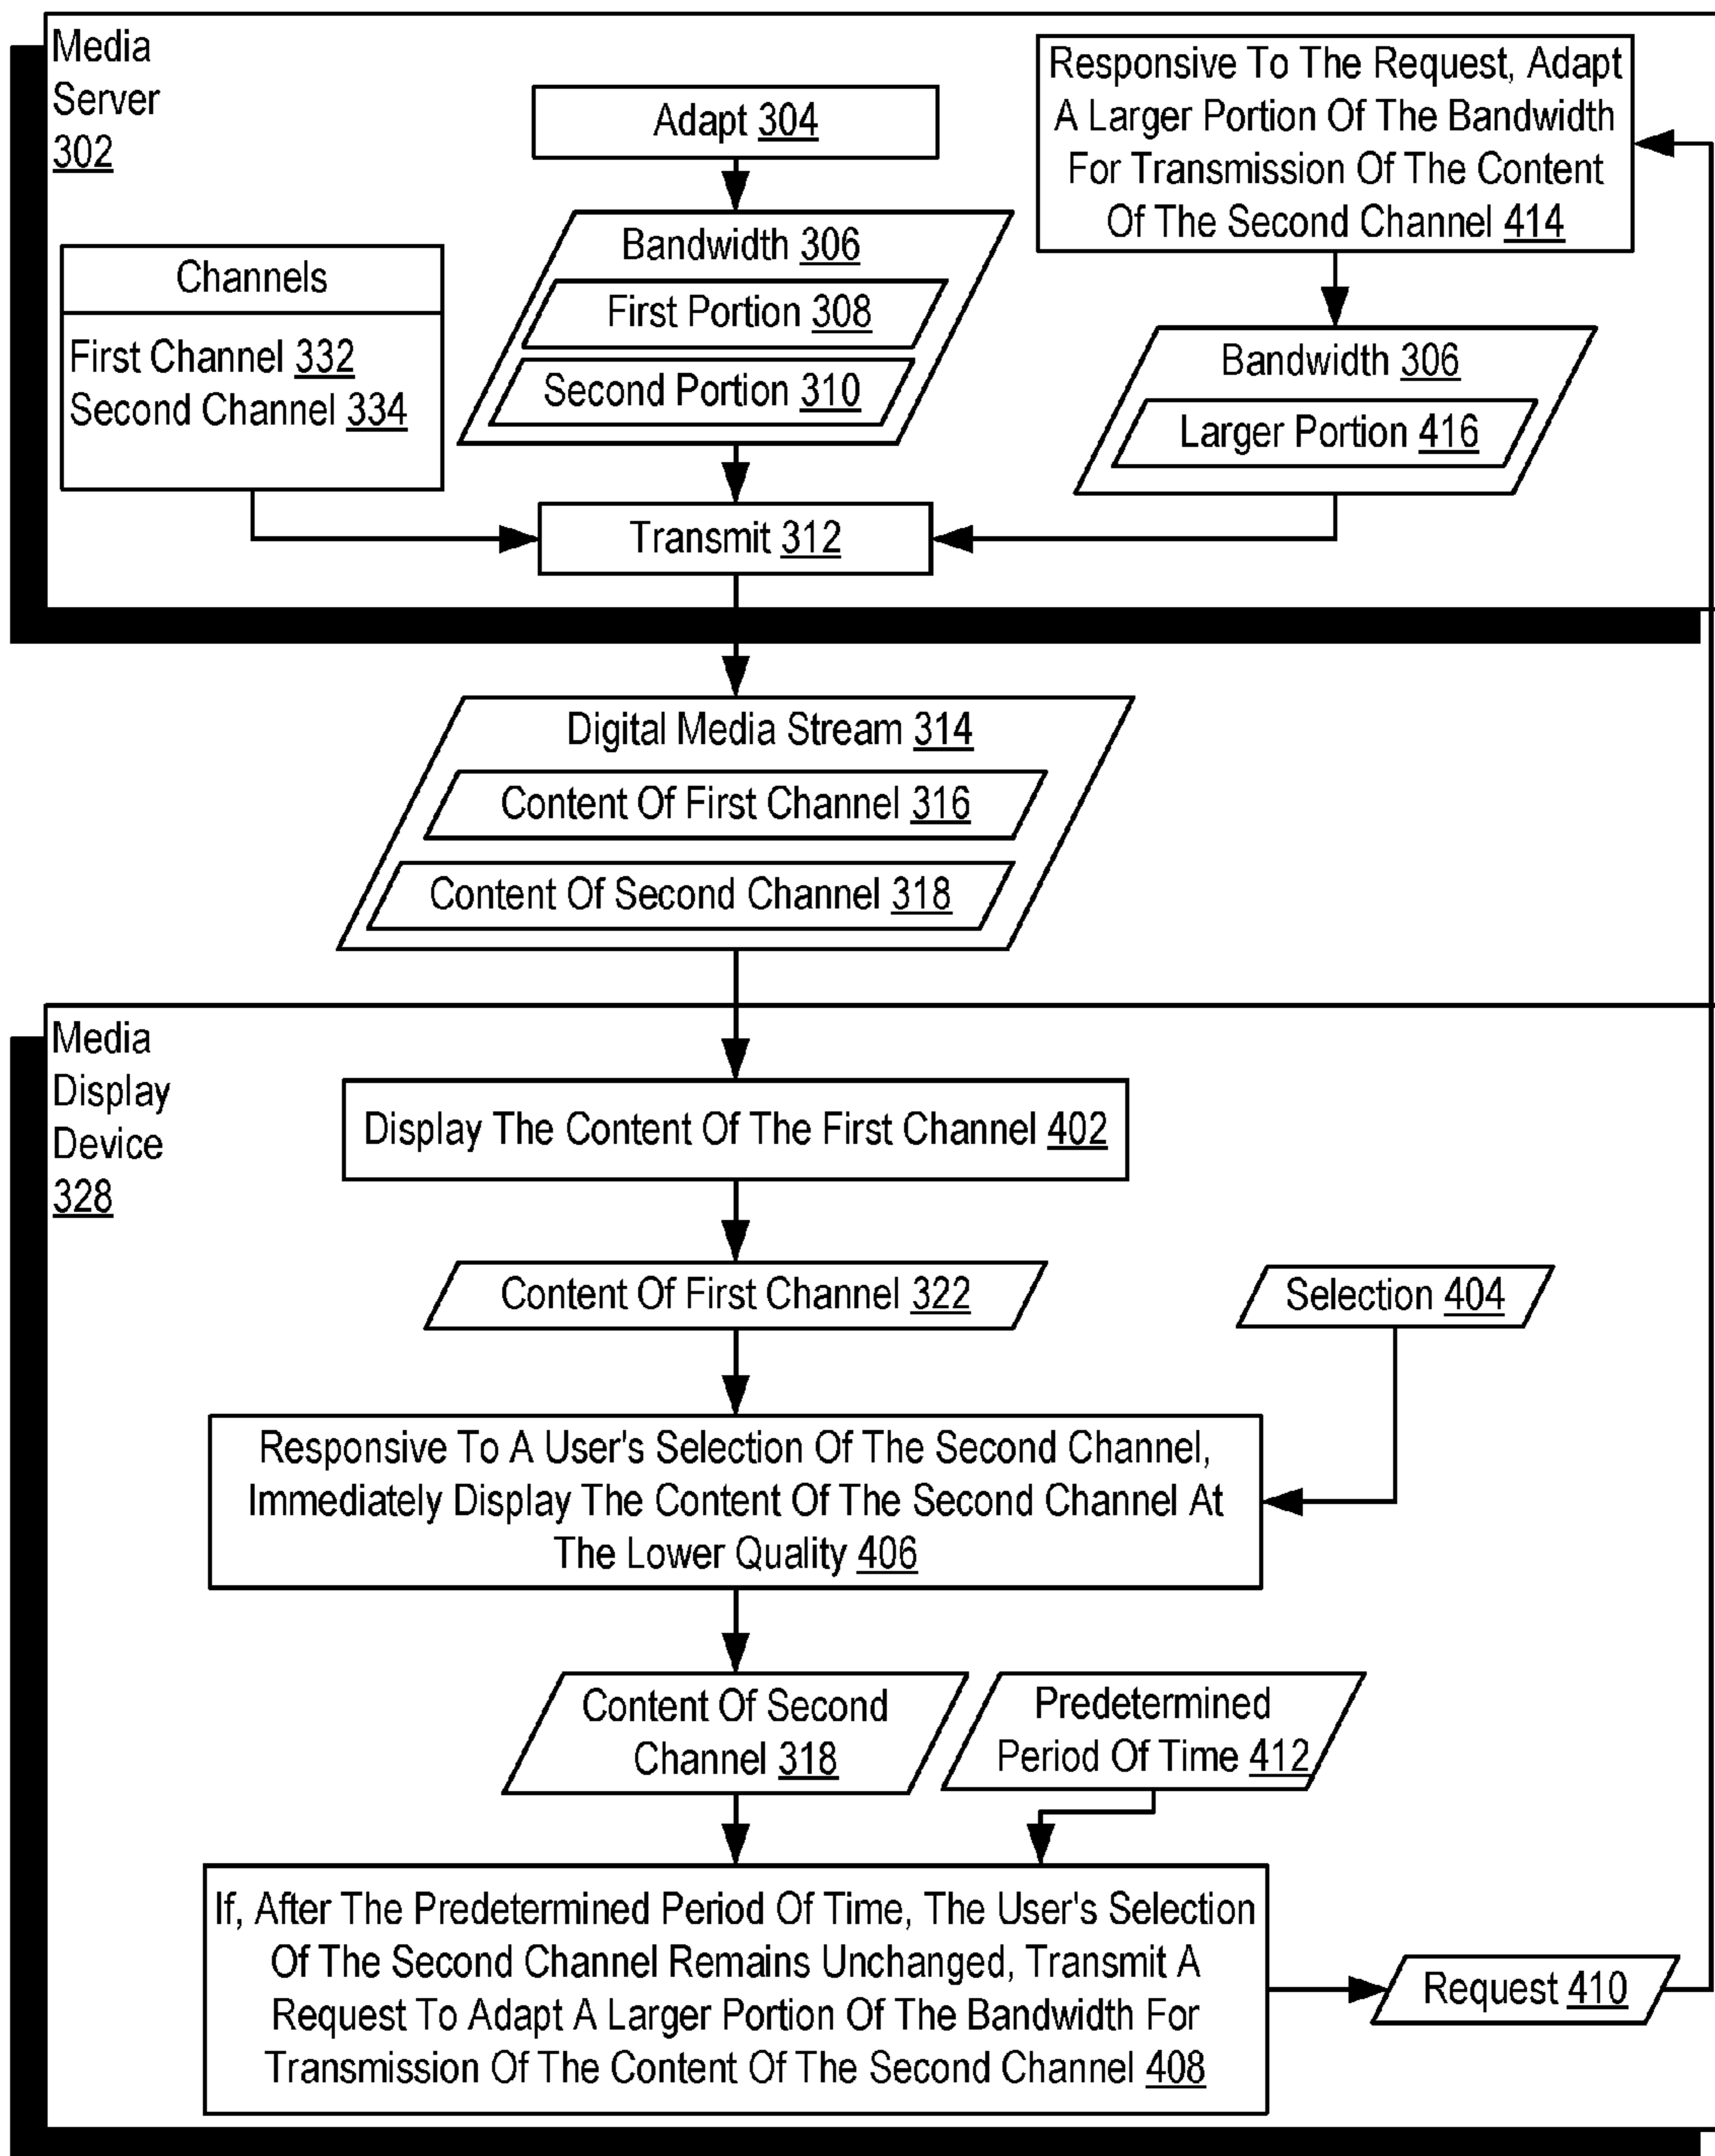 Media
Server
302
Adapt 304
Responsive To The Request, Adapt
A Larger Portion Of The Bandwidth
For Transmission Of The Content
Of The Second Channel 414
Channels
First Channel 332
Second Channel 334
Bandwidth 306
First Portion 308
Second Portion 310
Bandwidth 306
Larger Portion 416
Transmit 312
Digital Media Stream 314
Content Of First Channel 316
Content Of Second Channel 318
Media
Display
Device
328
Display The Content Of The First Channel 402
Content Of First Channel 322
Selection 404
Responsive To A User's Selection Of The Second Channel,
Immediately Display The Content Of The Second Channel At
The Lower Quality 406
Content Of Second
Channel 318
Predetermined
Period Of Time 412
If, After The Predetermined Period Of Time, The User's Selection
Of The Second Channel Remains Unchanged, Transmit A
Request To Adapt A Larger Portion Of The Bandwidth For
Transmission Of The Content Of The Second Channel 408
Request 410